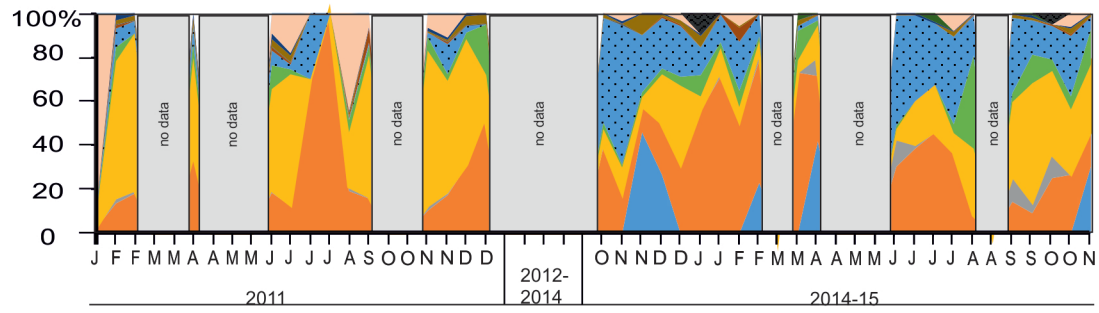 100%
80
60
40
20
0
no data
no data
no data
no data
no data
no data
no data
J F F M M A M O O J J J J A S O O N N D D
O N N D D J J F F M M A M O O J J J J A A S S O O N
2012-
2011
2014
2014-15